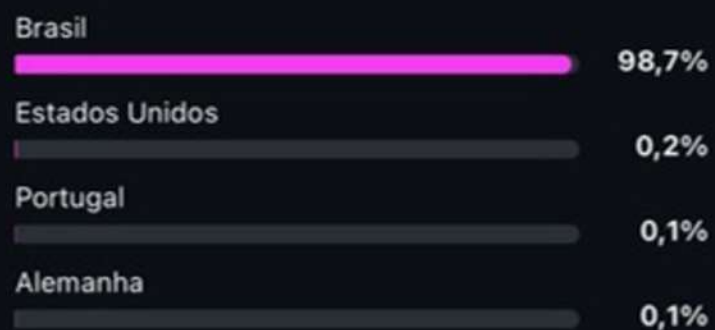 Brasil
98,7%
Estados Unidos
0,2%
Portugal
0,1%
Alemanha
0,1%